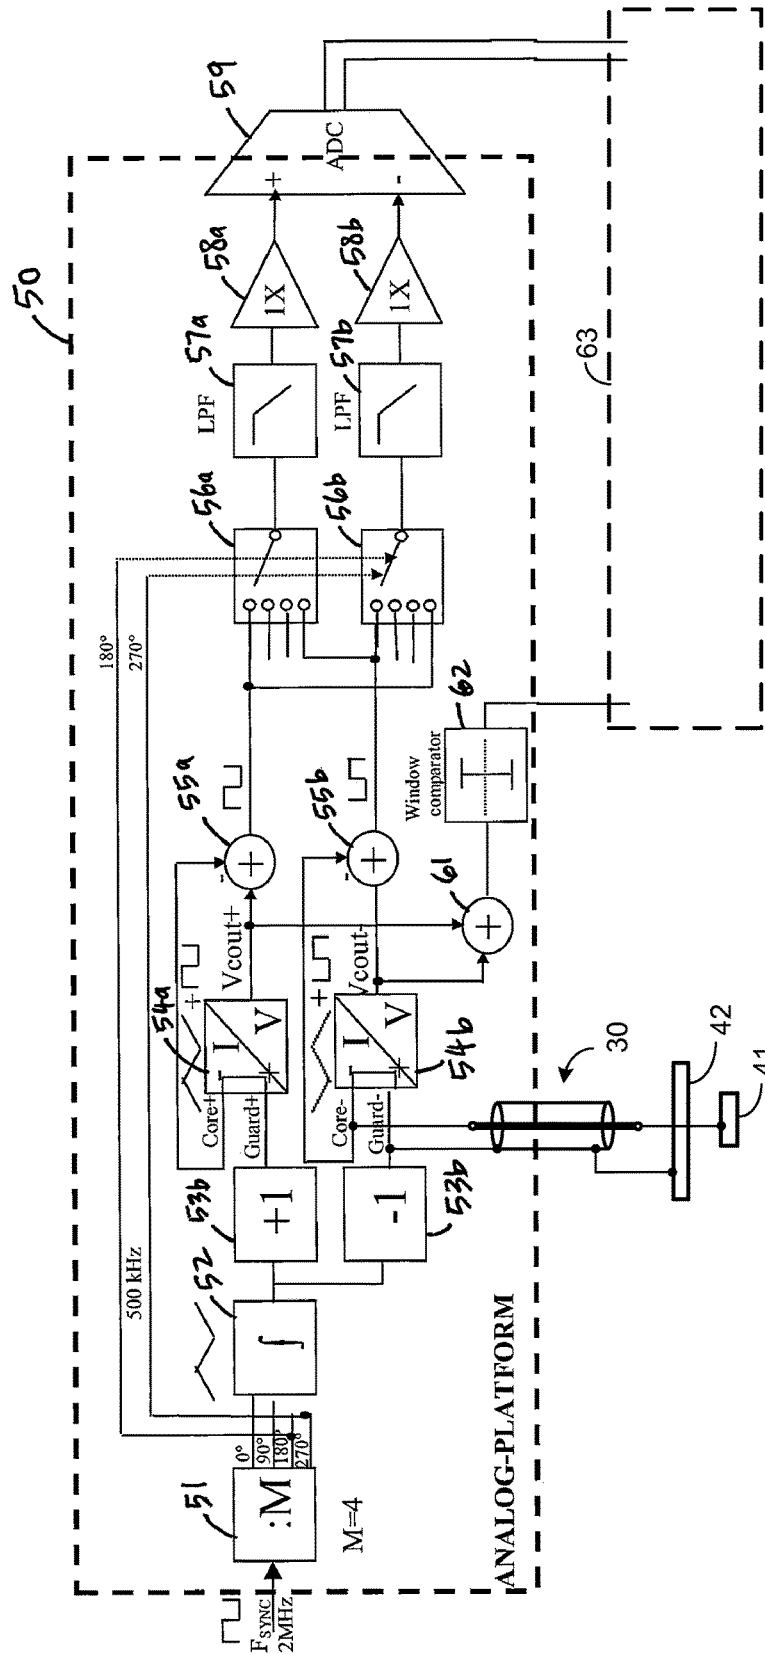 50
F_SYNC
2MHz
51
:M
M=4
0°
90°
180°
270°
500 kHz
180°
270°
52
∫
53b
+1
-1
53b
Core+
Guard+
Core-
Guard-
54a
I
V
+
54b
I
V
+
Vcout+
Vcout-
55a
-
+
55b
-
+
61
+
Window
comparator
62
56a
56b
LPF
57a
LPF
57b
58a
1X
58b
1X
59
+
-
ADC
ANALOG-PLATFORM
30
42
41
63